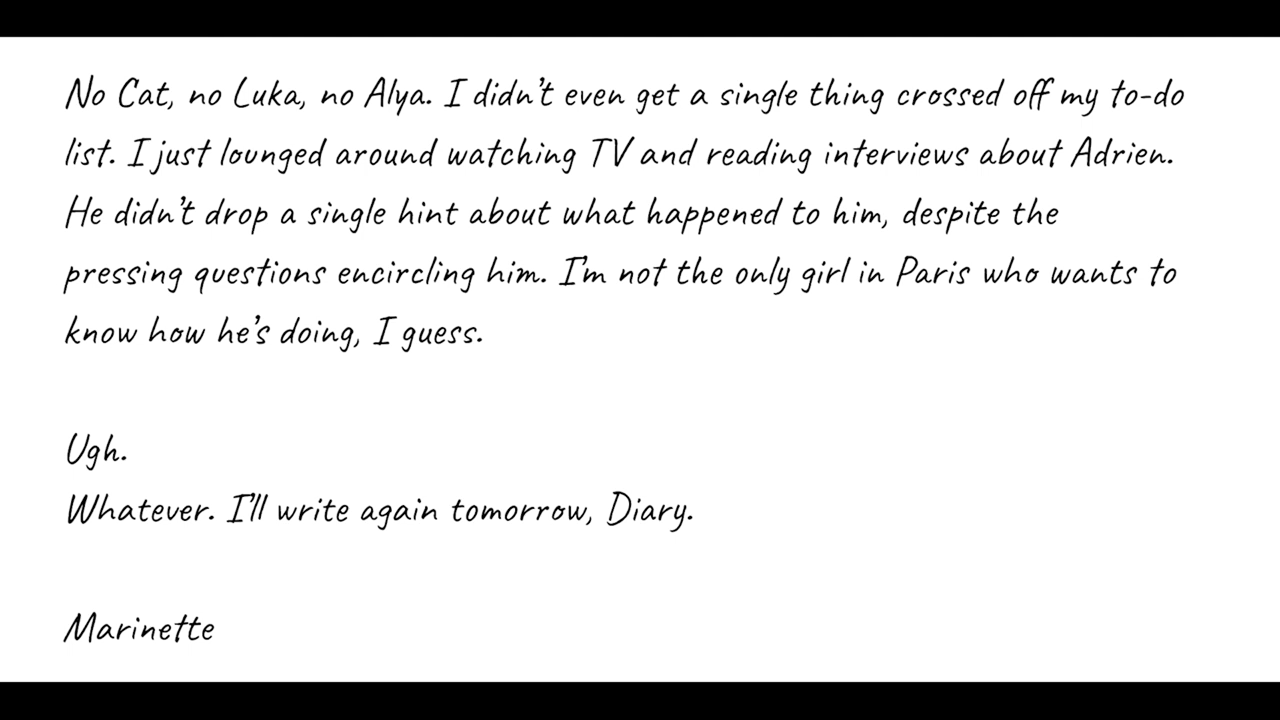 No Cat, no Luka, no Alya. I didn’t even get a single thing crossed off my to-do
list. I just lounged around watching TV and reading interviews about Adrien.
He didn’t drop a single hint about what happened to him, despite the
pressing questions encircling him. I’m not the only girl in Paris who wants to
know how he’s doing, I guess.
Ugh.
Whatever. I’ll write again tomorrow, Diary.
Marinette